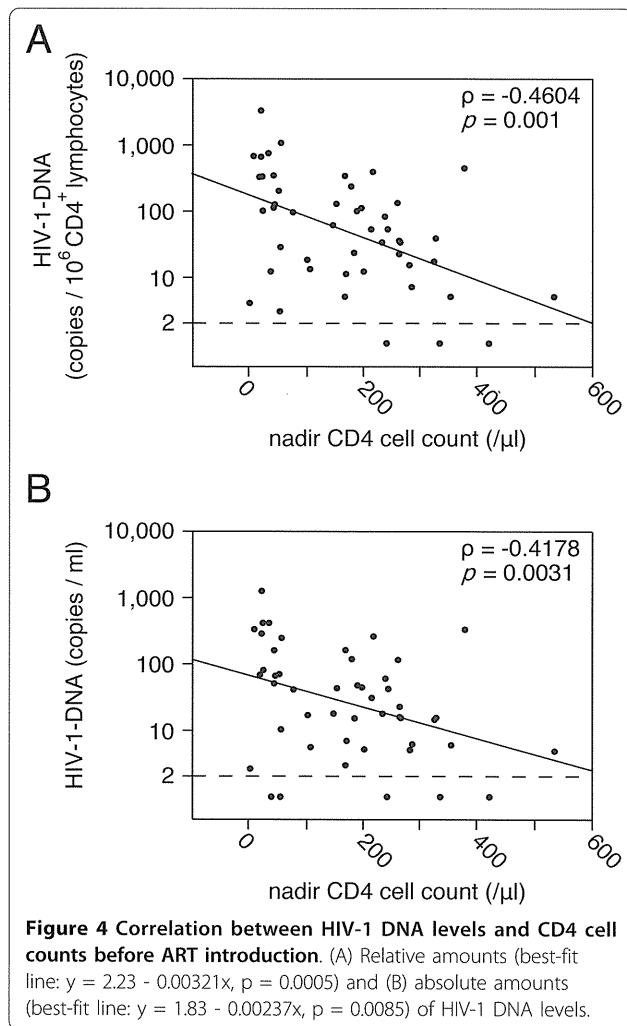 A
HIV-1-DNA
(copies / 10⁶ CD4⁺ lymphocytes)
10,000
1,000
100
10
2
ρ = -0.4604
p = 0.001
0
200
400
600
nadir CD4 cell count (/μl)
B
HIV-1-DNA (copies / ml)
10,000
1,000
100
10
2
ρ = -0.4178
p = 0.0031
0
200
400
600
nadir CD4 cell count (/μl)
Figure 4 Correlation between HIV-1 DNA levels and CD4 cell
counts before ART introduction. (A) Relative amounts (best-fit
line: y = 2.23 - 0.00321x, p = 0.0005) and (B) absolute amounts
(best-fit line: y = 1.83 - 0.00237x, p = 0.0085) of HIV-1 DNA levels.